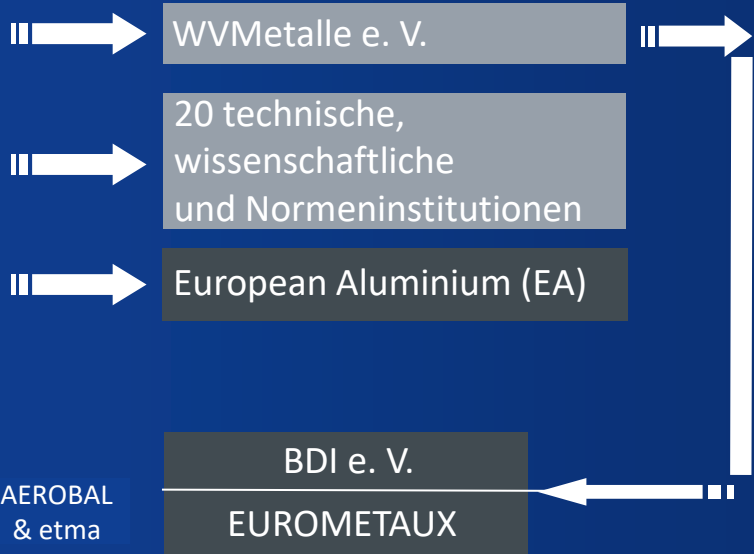 WVMetalle e. V.
20 technische,
wissenschaftliche
und Normeninstitutionen
European Aluminium (EA)
BDI e. V.
EUROMETAUX
AEROBAL
& etma